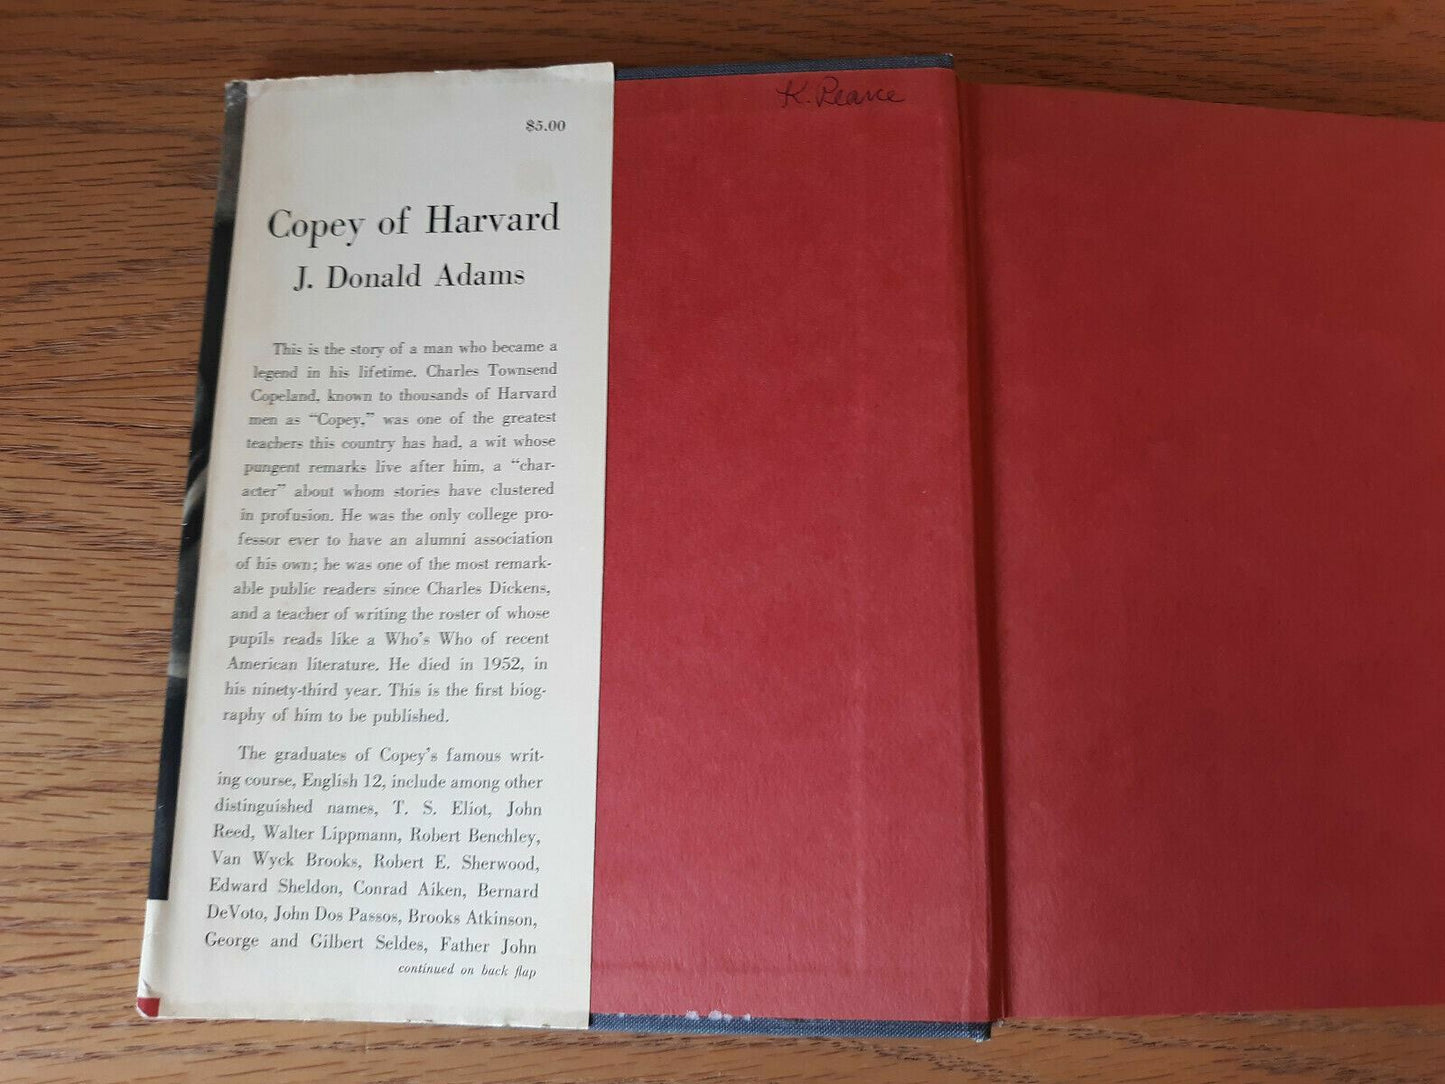 $5.00
Copey of Harvard
J. Donald Adams
This is the story of a man who became a
legend in his lifetime. Charles Townsend
Copeland, known to thousands of Harvard
men as “Copey,” was one of the greatest
teachers this country has had, a wit whose
pungent remarks live after him, a “char-
acter” about whom stories have clustered
in profusion. He was the only college pro-
fessor ever to have an alumni association
of his own; he was one of the most remark-
able public readers since Charles Dickens,
and a teacher of writing the roster of whose
pupils reads like a Who’s Who of recent
American literature. He died in 1952, in
his ninety-third year. This is the first biog-
raphy of him to be published.
The graduates of Copey’s famous writ-
ing course, English 12, include among other
distinguished names, T. S. Eliot, John
Reed, Walter Lippmann, Robert Benchley,
Van Wyck Brooks, Robert E. Sherwood,
Edward Sheldon, Conrad Aiken, Bernard
DeVoto, John Dos Passos, Brooks Atkinson,
George and Gilbert Seldes, Father John
continued on back flap
K. Pearce